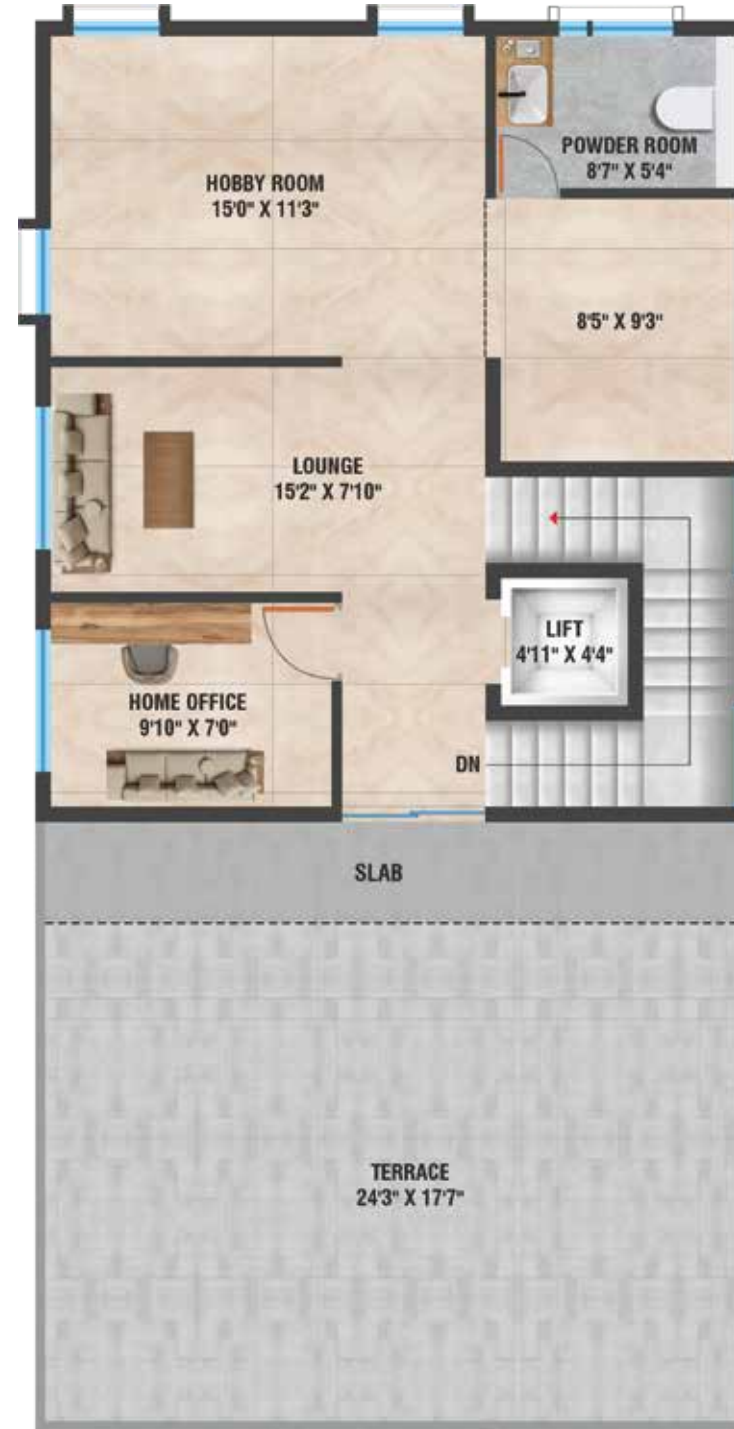 POWDER ROOM
8'7" X 5'4"
HOBBY ROOM
15'0" X 11'3"
8'5" X 9'3"
LOUNGE
15'2" X 7'10"
LIFT
4'11" X 4'4"
HOME OFFICE
9'10" X 7'0"
DN
SLAB
TERRACE
24'3" X 17'7"